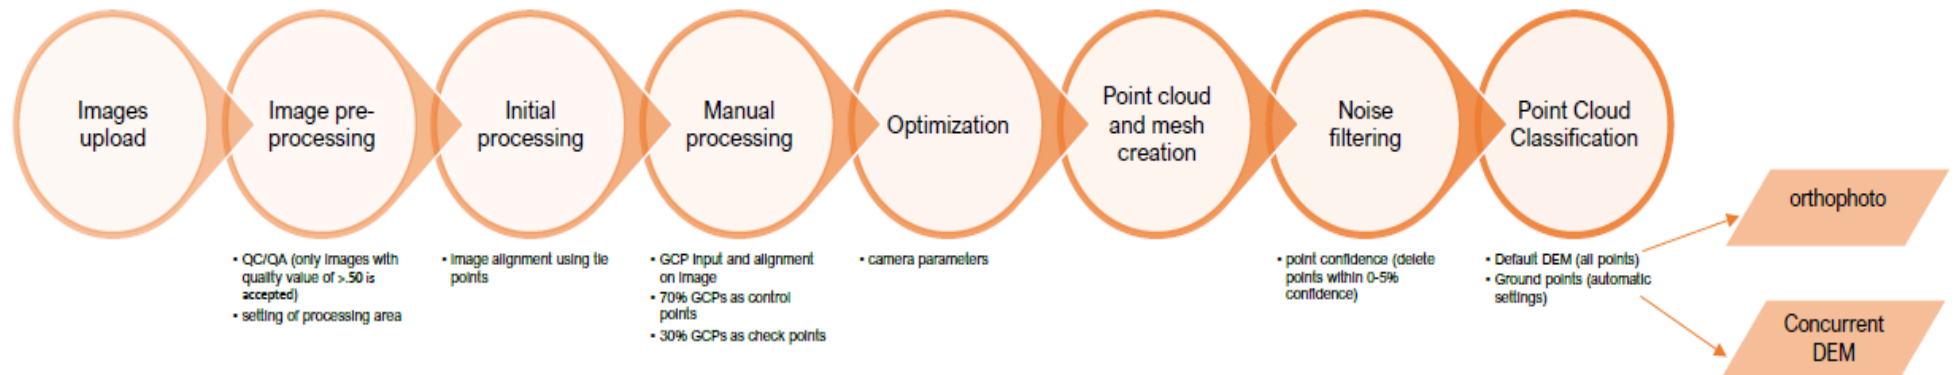 Images
upload
Image pre-
processing
Initial
processing
Manual
processing
Optimization
Point cloud
and mesh
creation
Noise
filtering
Point Cloud
Classification
• QC/QA (only images with
quality value of >.50 is
accepted)
• setting of processing area
• Image alignment using tie
points
• GCP Input and alignment
on image
• 70% GCPs as control
points
• 30% GCPs as check points
• camera parameters
• point confidence (delete
points within 0-5%
confidence)
• Default DEM (all points)
• Ground points (automatic
settings)
orthophoto
Concurrent
DEM